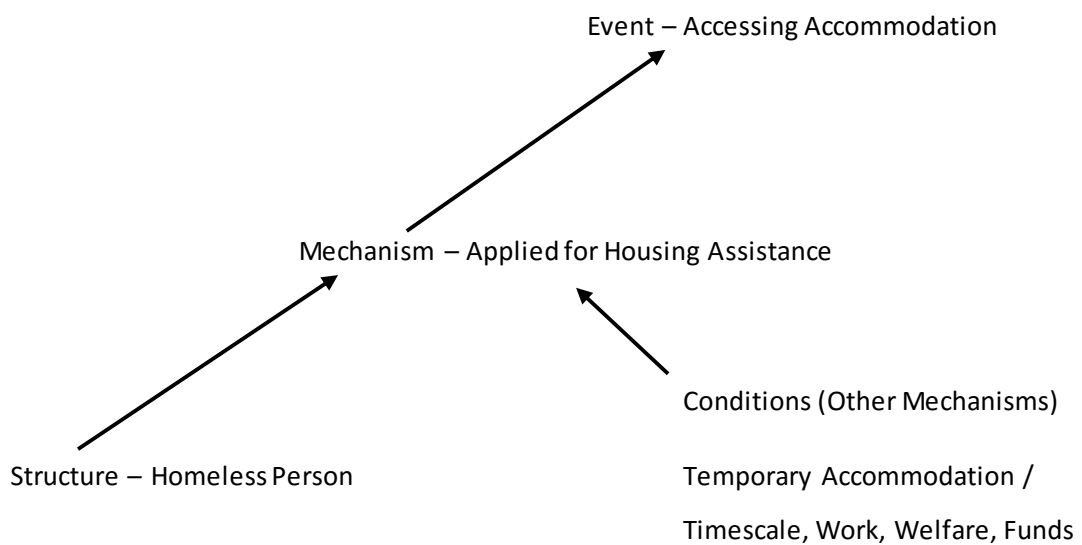 Event – Accessing Accommodation
Mechanism – Applied for Housing Assistance
Conditions (Other Mechanisms)
Structure – Homeless Person
Temporary Accommodation /
Timescale, Work, Welfare, Funds